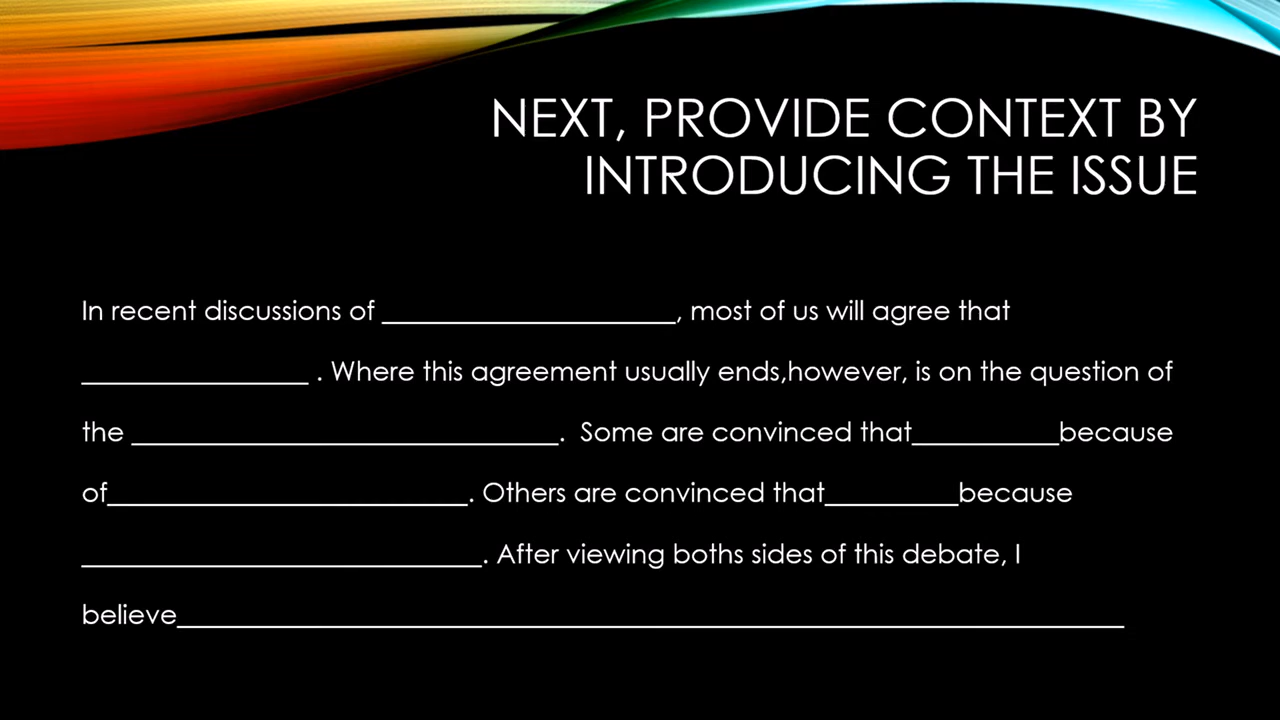 NEXT, PROVIDE CONTEXT BY
INTRODUCING THE ISSUE
In recent discussions of ______________________, most of us will agree that
_________________ . Where this agreement usually ends,however, is on the question of
the ________________________________.  Some are convinced that___________because
of___________________________. Others are convinced that__________because
______________________________. After viewing boths sides of this debate, I
believe_______________________________________________________________________